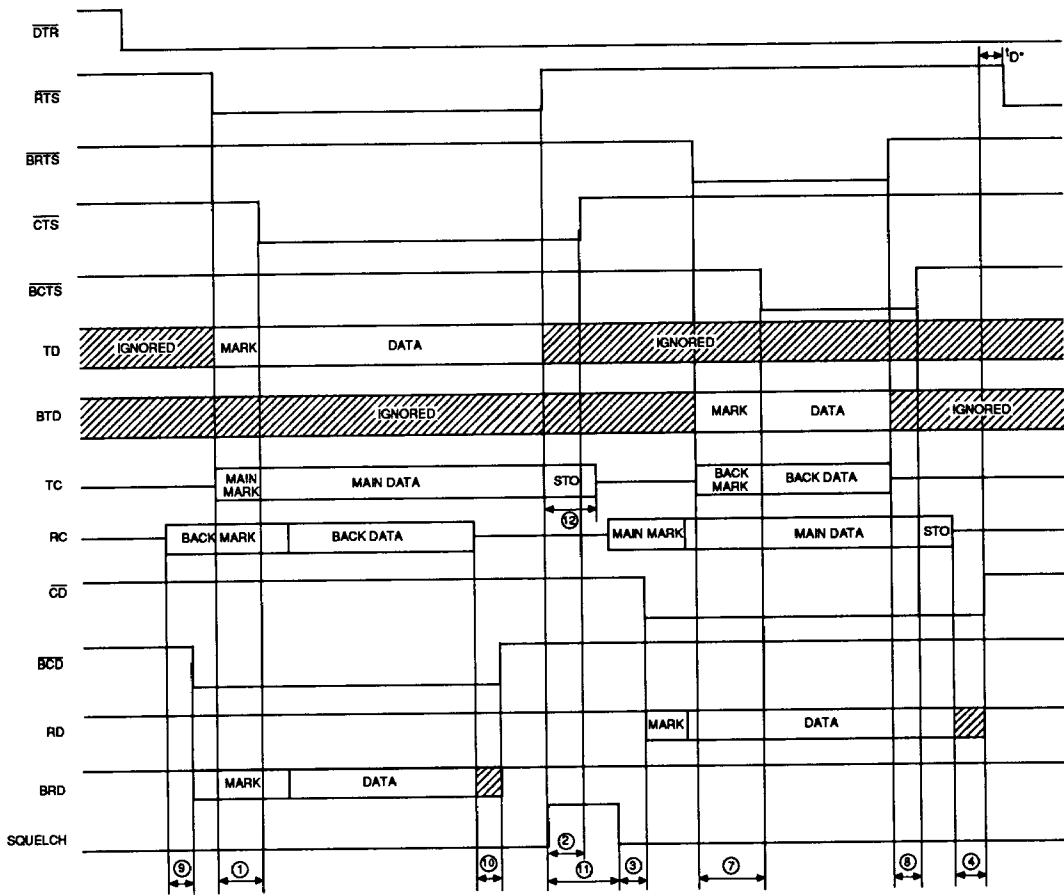 DTR
tD*
RTS
BRTS
CTS
BCTS
TD IGNORED MARK DATA IGNORED
BTD IGNORED MARK DATA IGNORED
TC MAIN MARK MAIN DATA STO BACK MARK BACK DATA
⑫
RC BACK MARK BACK DATA MAIN MARK MAIN DATA STO
CD
BCD
RD MARK DATA
BRD MARK DATA
SQUELCH
②
⑨ ① ⑩ ⑪ ③ ⑦ ⑧ ④